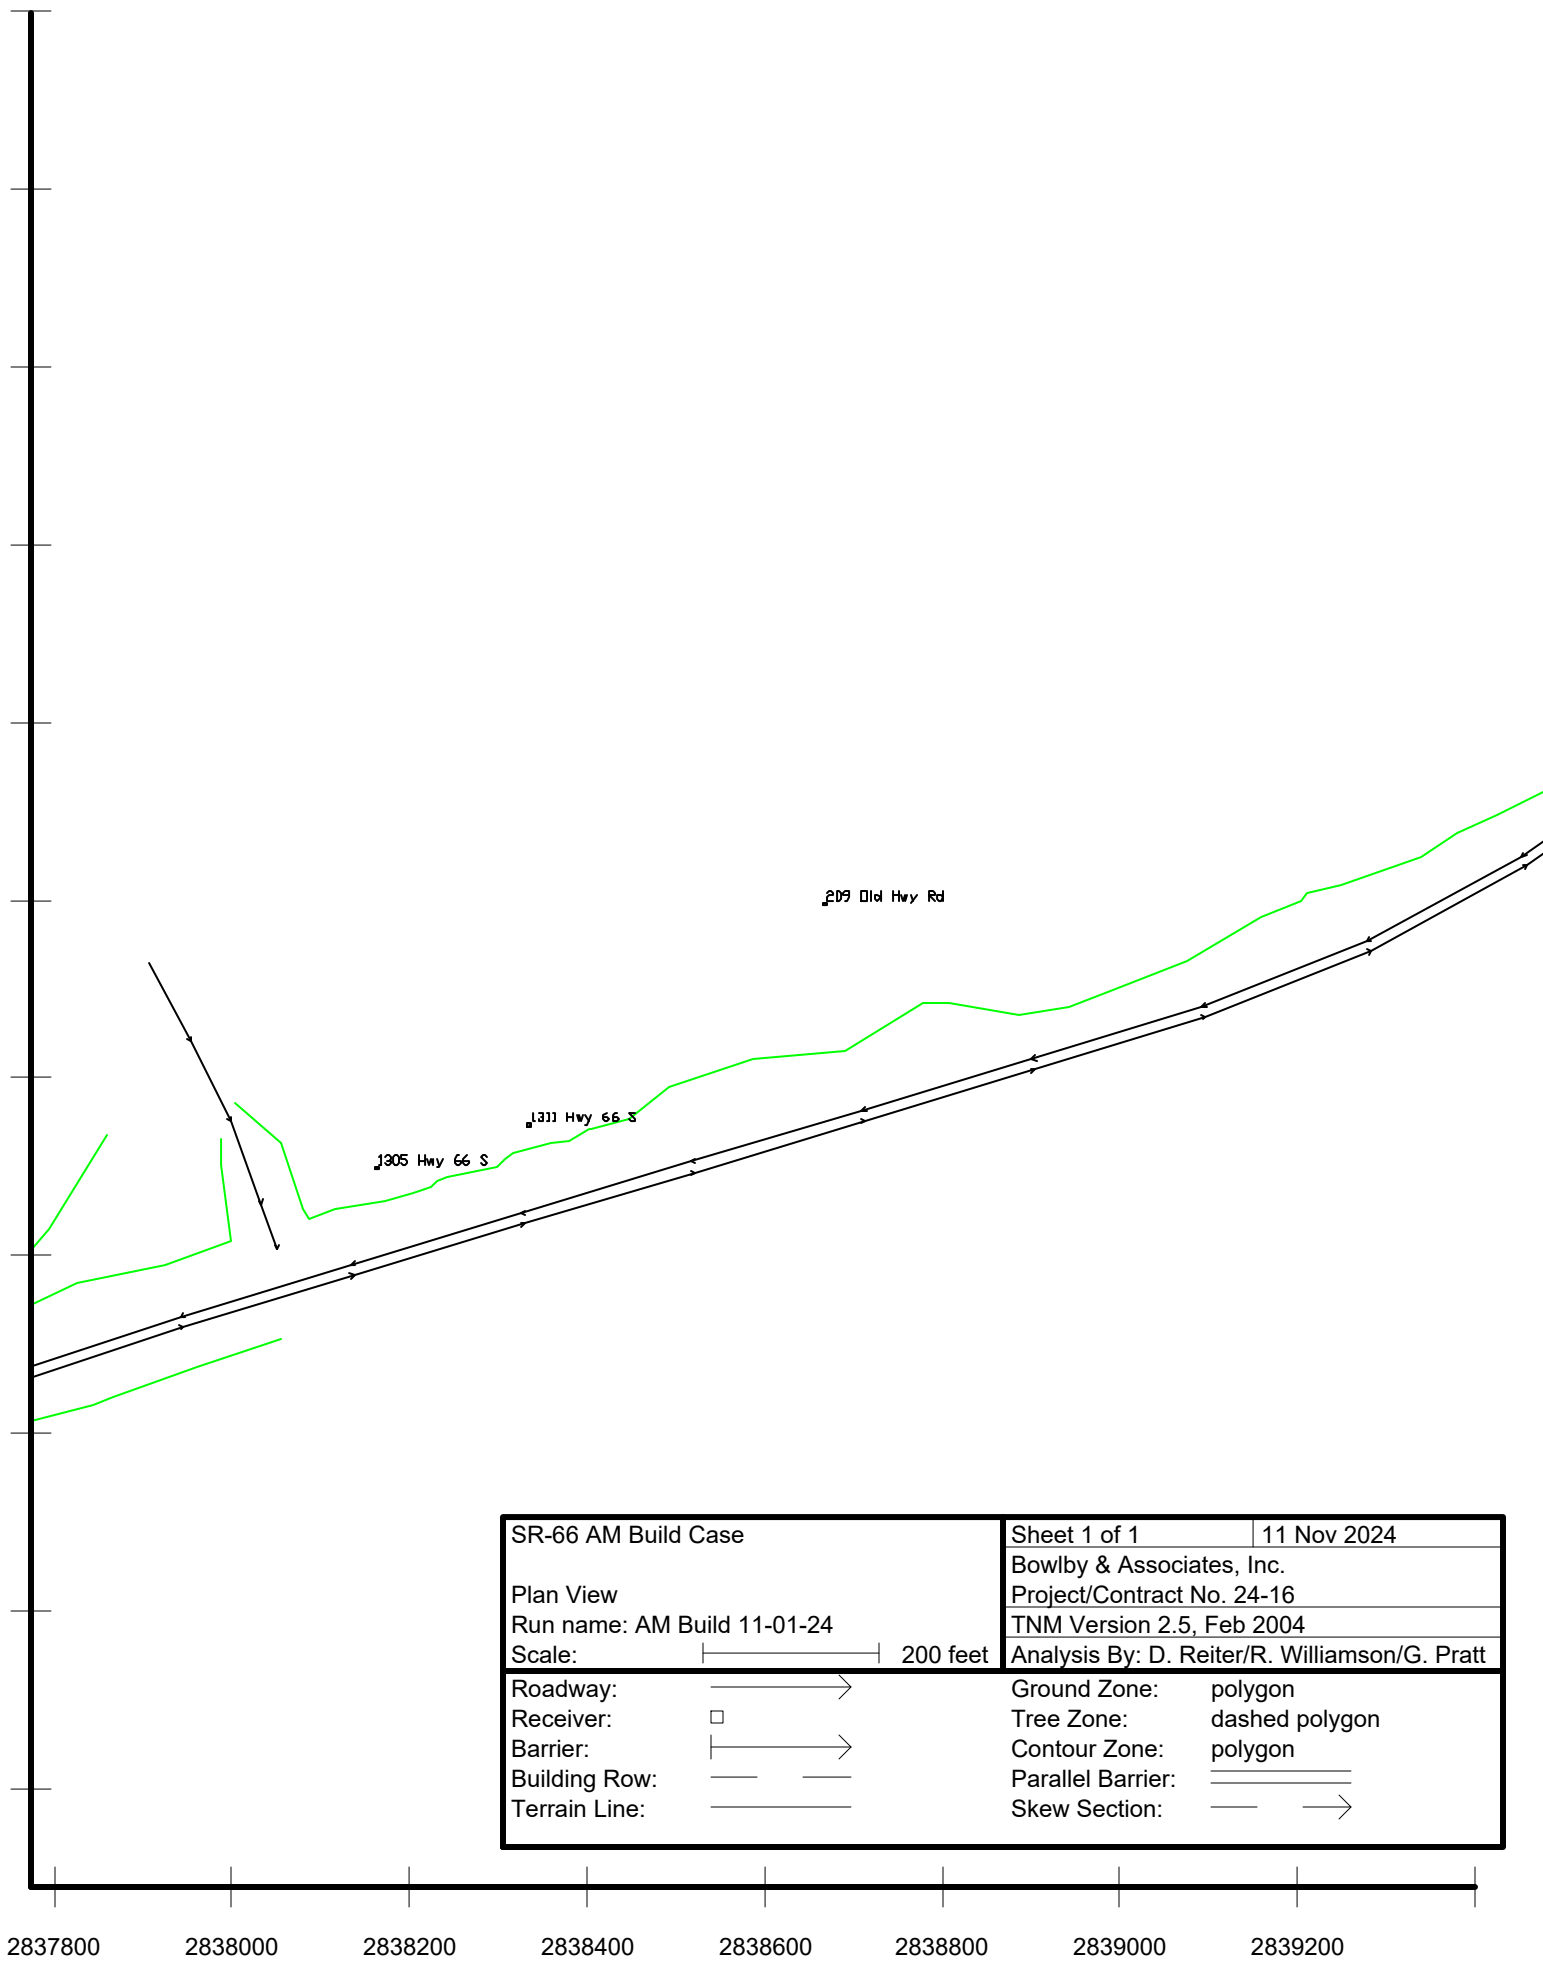 209 Old Hwy Rd
1311 Hwy 66 S
1305 Hwy 66 S
SR-66 AM Build Case
Plan View
Run name: AM Build 11-01-24
Scale: 200 feet
Sheet 1 of 1 11 Nov 2024
Bowlby & Associates, Inc.
Project/Contract No. 24-16
TNM Version 2.5, Feb 2004
Analysis By: D. Reiter/R. Williamson/G. Pratt
Roadway:
Receiver:
Barrier:
Building Row:
Terrain Line:
Ground Zone: polygon
Tree Zone: dashed polygon
Contour Zone: polygon
Parallel Barrier:
Skew Section:
2837800 2838000 2838200 2838400 2838600 2838800 2839000 2839200